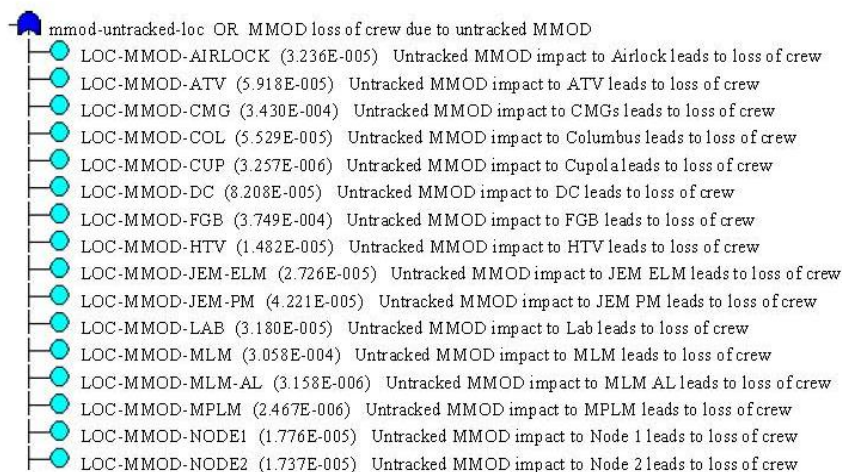 mmod-untracked-loc OR MMOD loss of crew due to untracked MMOD
LOC-MMOD-AIRLOCK (3.236E-005) Untracked MMOD impact to Airlock leads to loss of crew
LOC-MMOD-ATV (5.918E-005) Untracked MMOD impact to ATV leads to loss of crew
LOC-MMOD-CMG (3.430E-004) Untracked MMOD impact to CMGs leads to loss of crew
LOC-MMOD-COL (5.529E-005) Untracked MMOD impact to Columbus leads to loss of crew
LOC-MMOD-CUP (3.257E-006) Untracked MMOD impact to Cupola leads to loss of crew
LOC-MMOD-DC (8.208E-005) Untracked MMOD impact to DC leads to loss of crew
LOC-MMOD-FGB (3.749E-004) Untracked MMOD impact to FGB leads to loss of crew
LOC-MMOD-HTV (1.482E-005) Untracked MMOD impact to HTV leads to loss of crew
LOC-MMOD-JEM-ELM (2.726E-005) Untracked MMOD impact to JEM ELM leads to loss of crew
LOC-MMOD-JEM-PM (4.221E-005) Untracked MMOD impact to JEM PM leads to loss of crew
LOC-MMOD-LAB (3.180E-005) Untracked MMOD impact to Lab leads to loss of crew
LOC-MMOD-MLM (3.058E-004) Untracked MMOD impact to MLM leads to loss of crew
LOC-MMOD-MLM-AL (3.158E-006) Untracked MMOD impact to MLM AL leads to loss of crew
LOC-MMOD-MPLM (2.467E-006) Untracked MMOD impact to MPLM leads to loss of crew
LOC-MMOD-NODE1 (1.776E-005) Untracked MMOD impact to Node 1 leads to loss of crew
LOC-MMOD-NODE2 (1.737E-005) Untracked MMOD impact to Node 2 leads to loss of crew